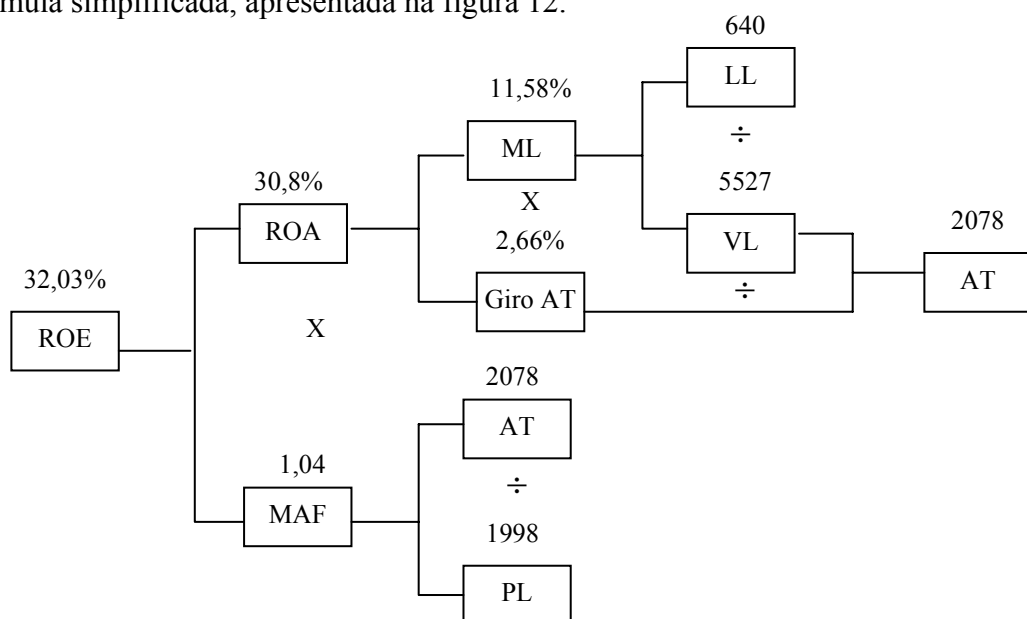 mula simplificada, apresentada na figura 12.
640
LL
11,58%
÷
ML
5527
30,8%
X
ROA
VL
2078
2,66%
AT
32,03%
÷
Giro AT
ROE
X
2078
AT
1,04
÷
MAF
1998
PL